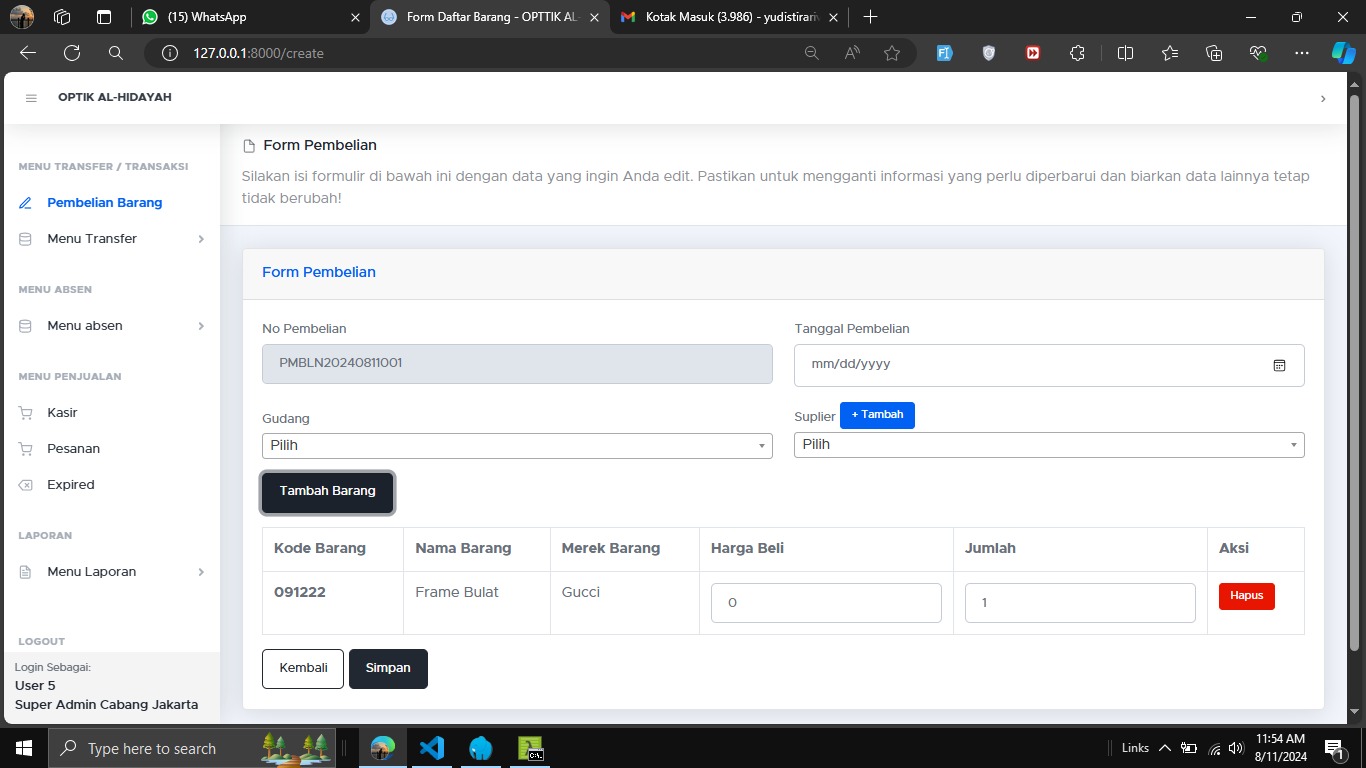 (15) WhatsApp
Form Daftar Barang - OPTTIK AL-
Kotak Masuk (3.986) - yudistirariv
127.0.0.1:8000/create
OPTIK AL-HIDAYAH
MENU TRANSFER / TRANSAKSI
Pembelian Barang
Menu Transfer
MENU ABSEN
Menu absen
MENU PENJUALAN
Kasir
Pesanan
Expired
LAPORAN
Menu Laporan
LOGOUT
Login Sebagai:
User 5
Super Admin Cabang Jakarta
Form Pembelian
Silakan isi formulir di bawah ini dengan data yang ingin Anda edit. Pastikan untuk mengganti informasi yang perlu diperbarui dan biarkan data lainnya tetap
tidak berubah!
Form Pembelian
No Pembelian
PMBLN20240811001
Tanggal Pembelian
mm/dd/yyyy
Gudang
Pilih
Suplier + Tambah
Pilih
Tambah Barang
Kode Barang Nama Barang Merek Barang Harga Beli Jumlah Aksi
091222 Frame Bulat Gucci 0 1 Hapus
Kembali Simpan
Type here to search
Links
11:54 AM
8/11/2024
1